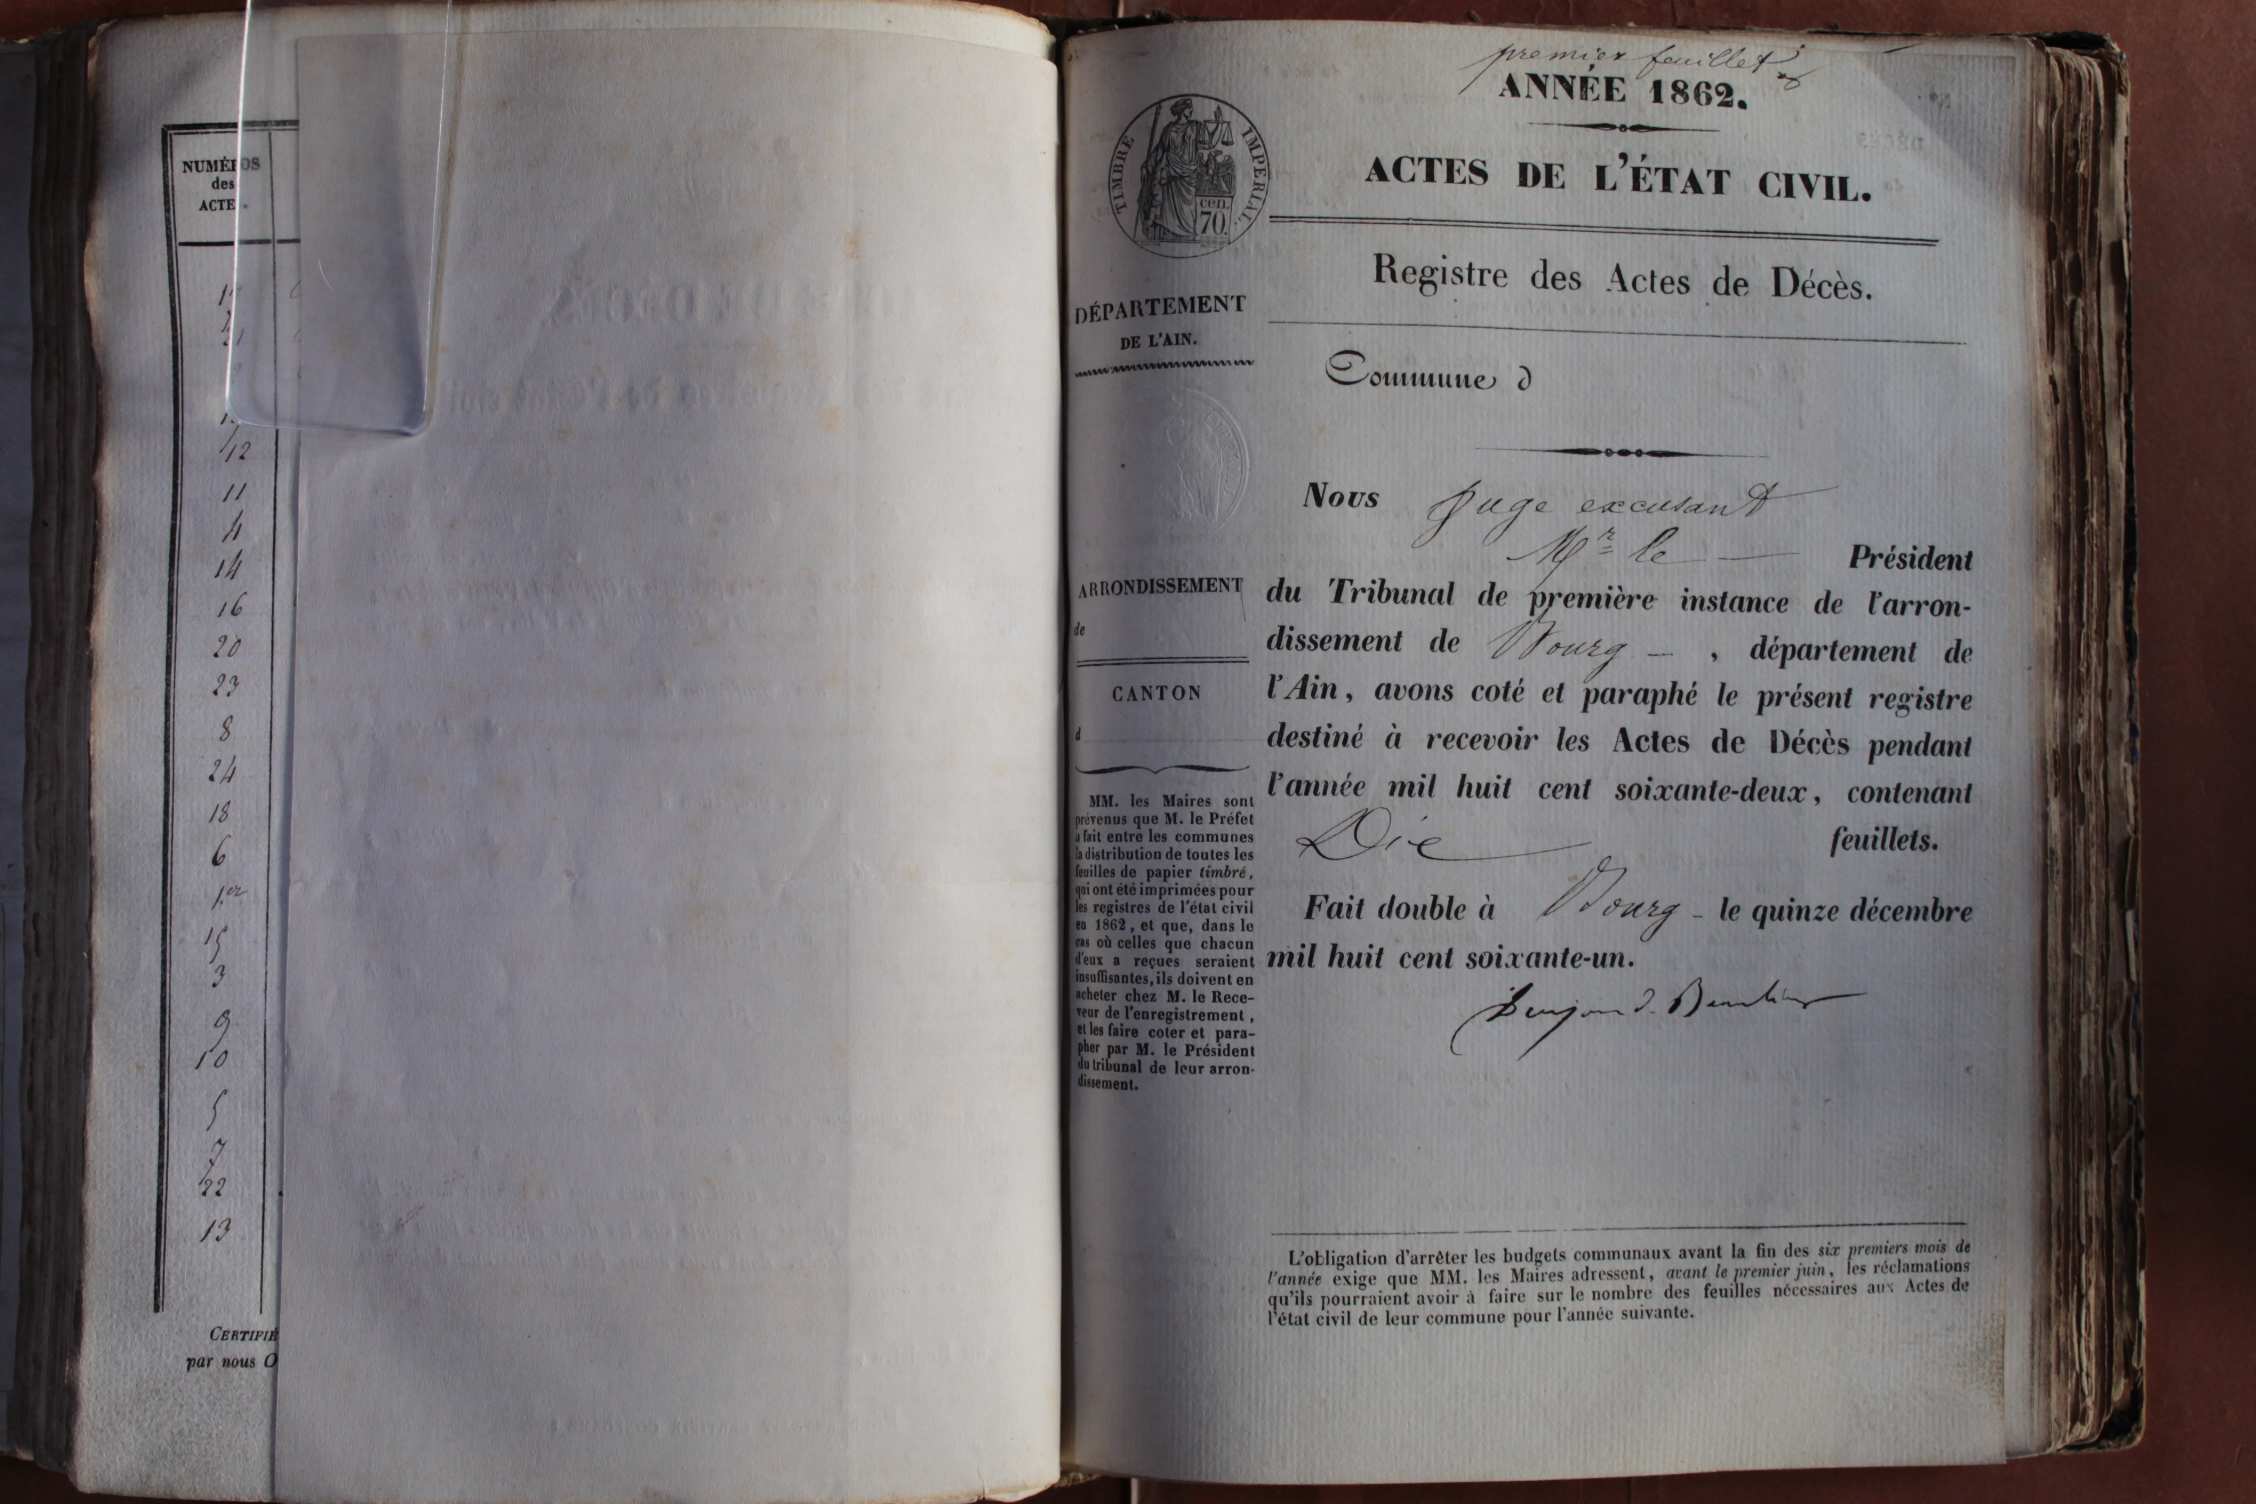 NUMÉROS
des
ACTES.
12
11
4
14
16
20
23
8
24
18
6
1er
15
3
9
10
5
7
22
13
CERTIFIÉ
par nous O
premier feuillet
ANNÉE 1862.
ACTES DE L'ÉTAT CIVIL.
TIMBRE IMPERIAL
cen.
70.
Registre des Actes de Décès.
DÉPARTEMENT
DE L'AIN.
Commune d
Nous juge excusant
Mr le Président
du Tribunal de première instance de l'arron-
dissement de Bourg – , département de
l'Ain, avons coté et paraphé le présent registre
destiné à recevoir les Actes de Décès pendant
l'année mil huit cent soixante-deux, contenant
Dix feuillets.
Fait double à Bourg – le quinze décembre
mil huit cent soixante-un.
ARRONDISSEMENT
de
CANTON
d
MM. les Maires sont
prévenus que M. le Préfet
a fait entre les communes
la distribution de toutes les
feuilles de papier timbré,
qui ont été imprimées pour
les registres de l'état civil
en 1862, et que, dans le
cas où celles que chacun
d'eux a reçues seraient
insuffisantes, ils doivent en
acheter chez M. le Rece-
veur de l'enregistrement,
et les faire coter et para-
pher par M. le Président
du tribunal de leur arron-
dissement.
L'obligation d'arrêter les budgets communaux avant la fin des six premiers mois de
l'année exige que MM. les Maires adressent, avant le premier juin, les réclamations
qu'ils pourraient avoir à faire sur le nombre des feuilles nécessaires aux Actes de
l'état civil de leur commune pour l'année suivante.